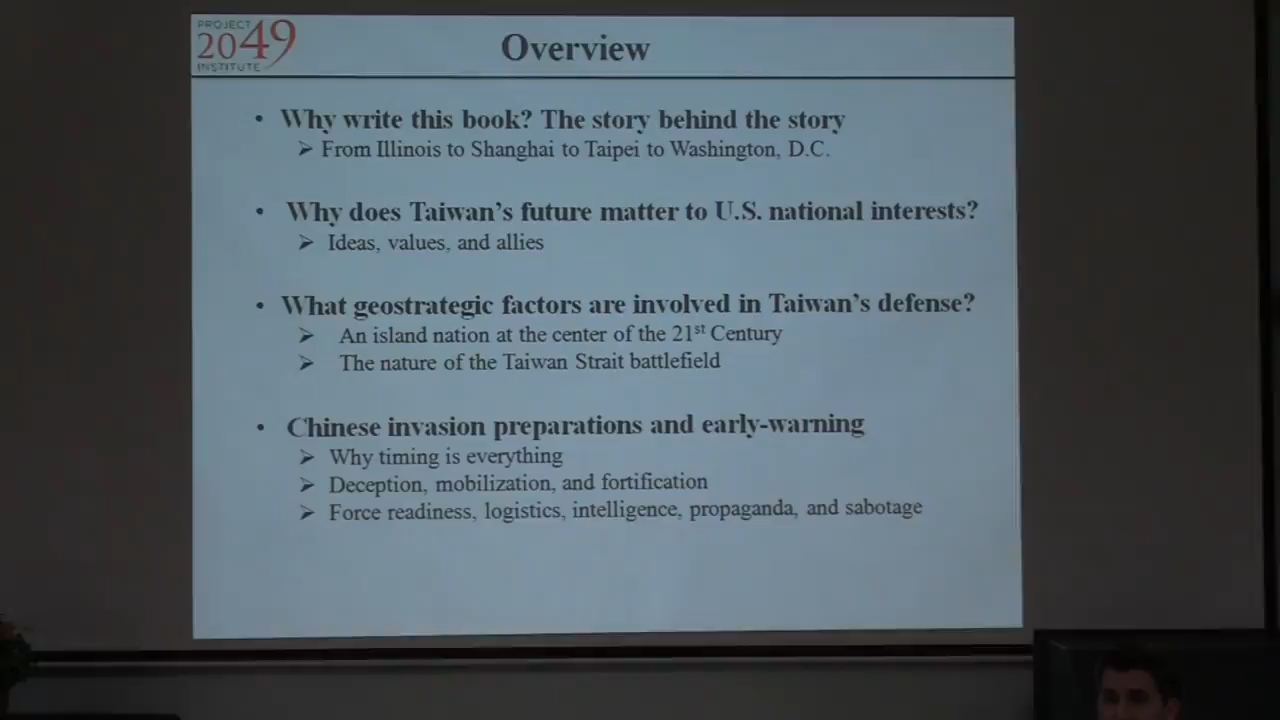 PROJECT
2049
INSTITUTE
Overview
• Why write this book? The story behind the story
➢ From Illinois to Shanghai to Taipei to Washington, D.C.
• Why does Taiwan's future matter to U.S. national interests?
➢ Ideas, values, and allies
• What geostrategic factors are involved in Taiwan's defense?
➢ An island nation at the center of the 21st Century
➢ The nature of the Taiwan Strait battlefield
• Chinese invasion preparations and early-warning
➢ Why timing is everything
➢ Deception, mobilization, and fortification
➢ Force readiness, logistics, intelligence, propaganda, and sabotage